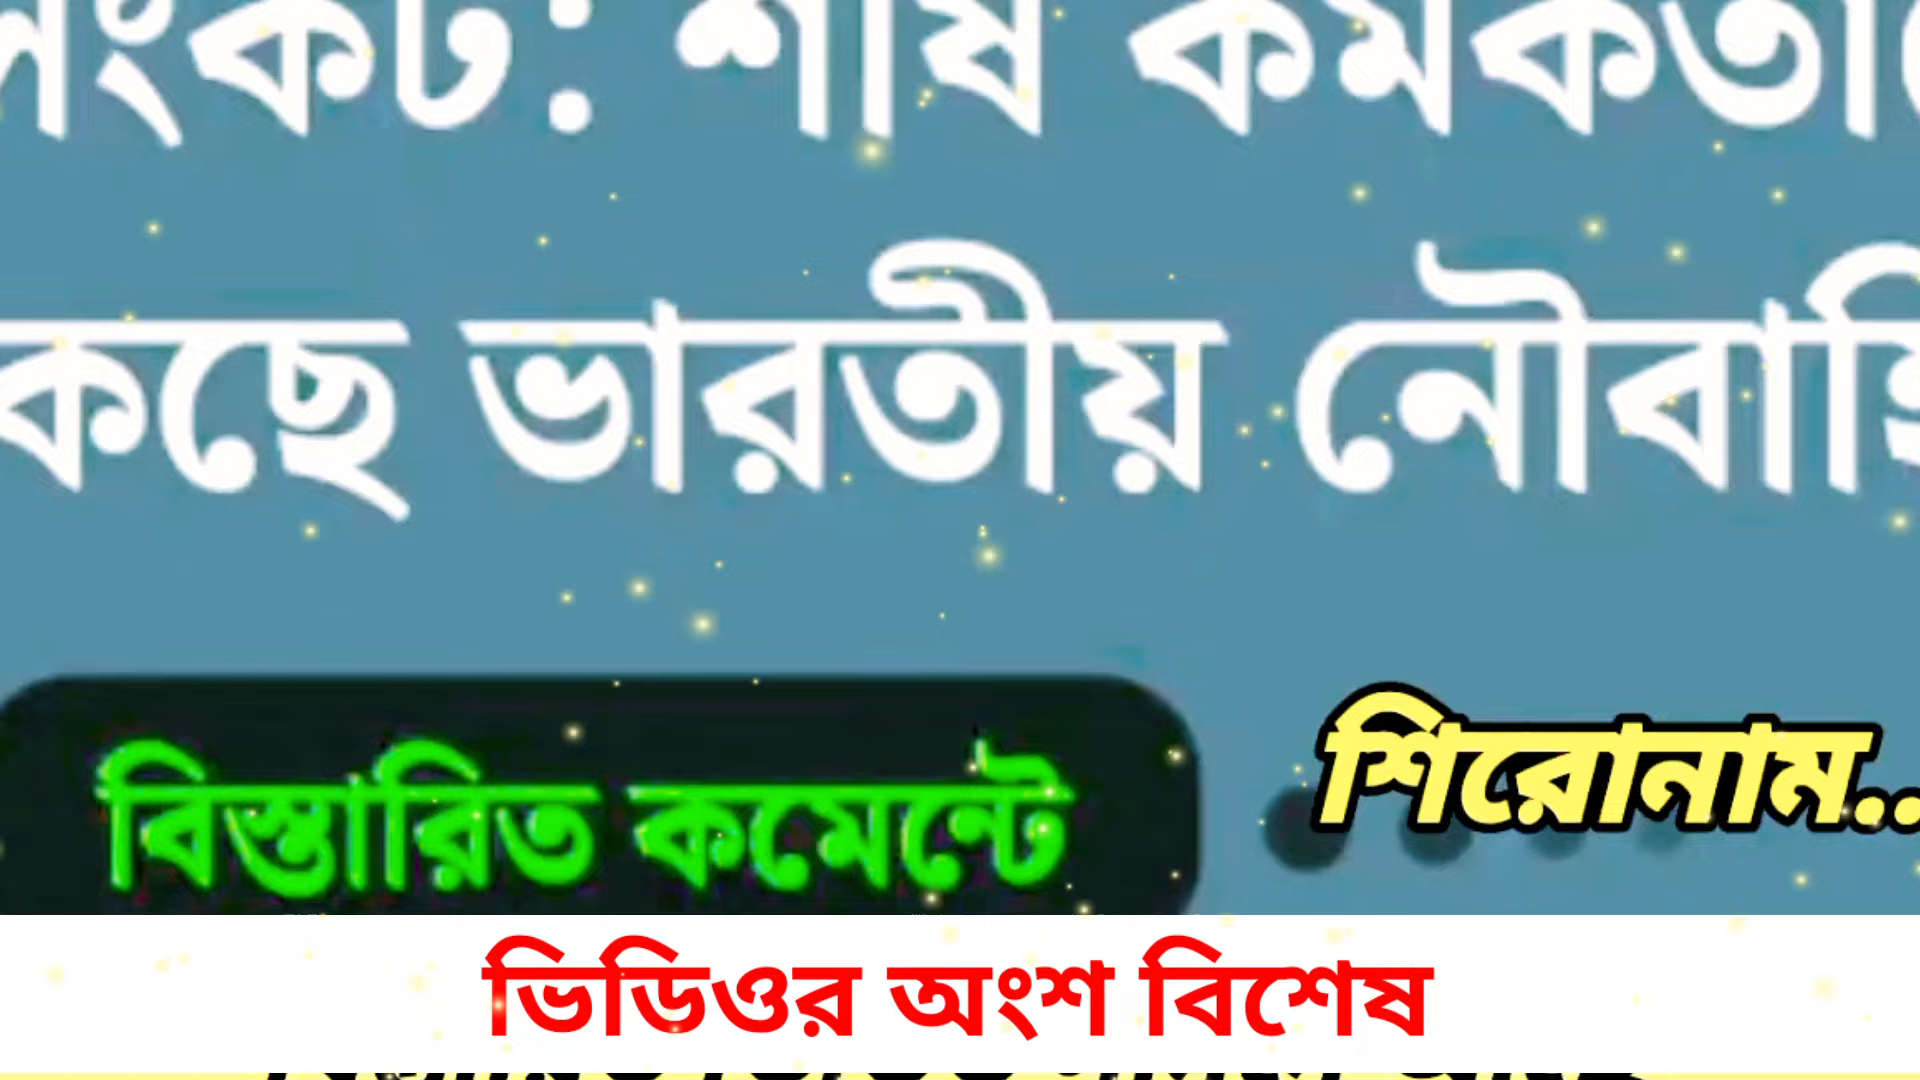 সংকট: শীর্ষ কর্মকর্তা
কছে ভারতীয় নৌবাহি
বিস্তারিত কমেন্টে
শিরোনাম..
ভিডিওর অংশ বিশেষ